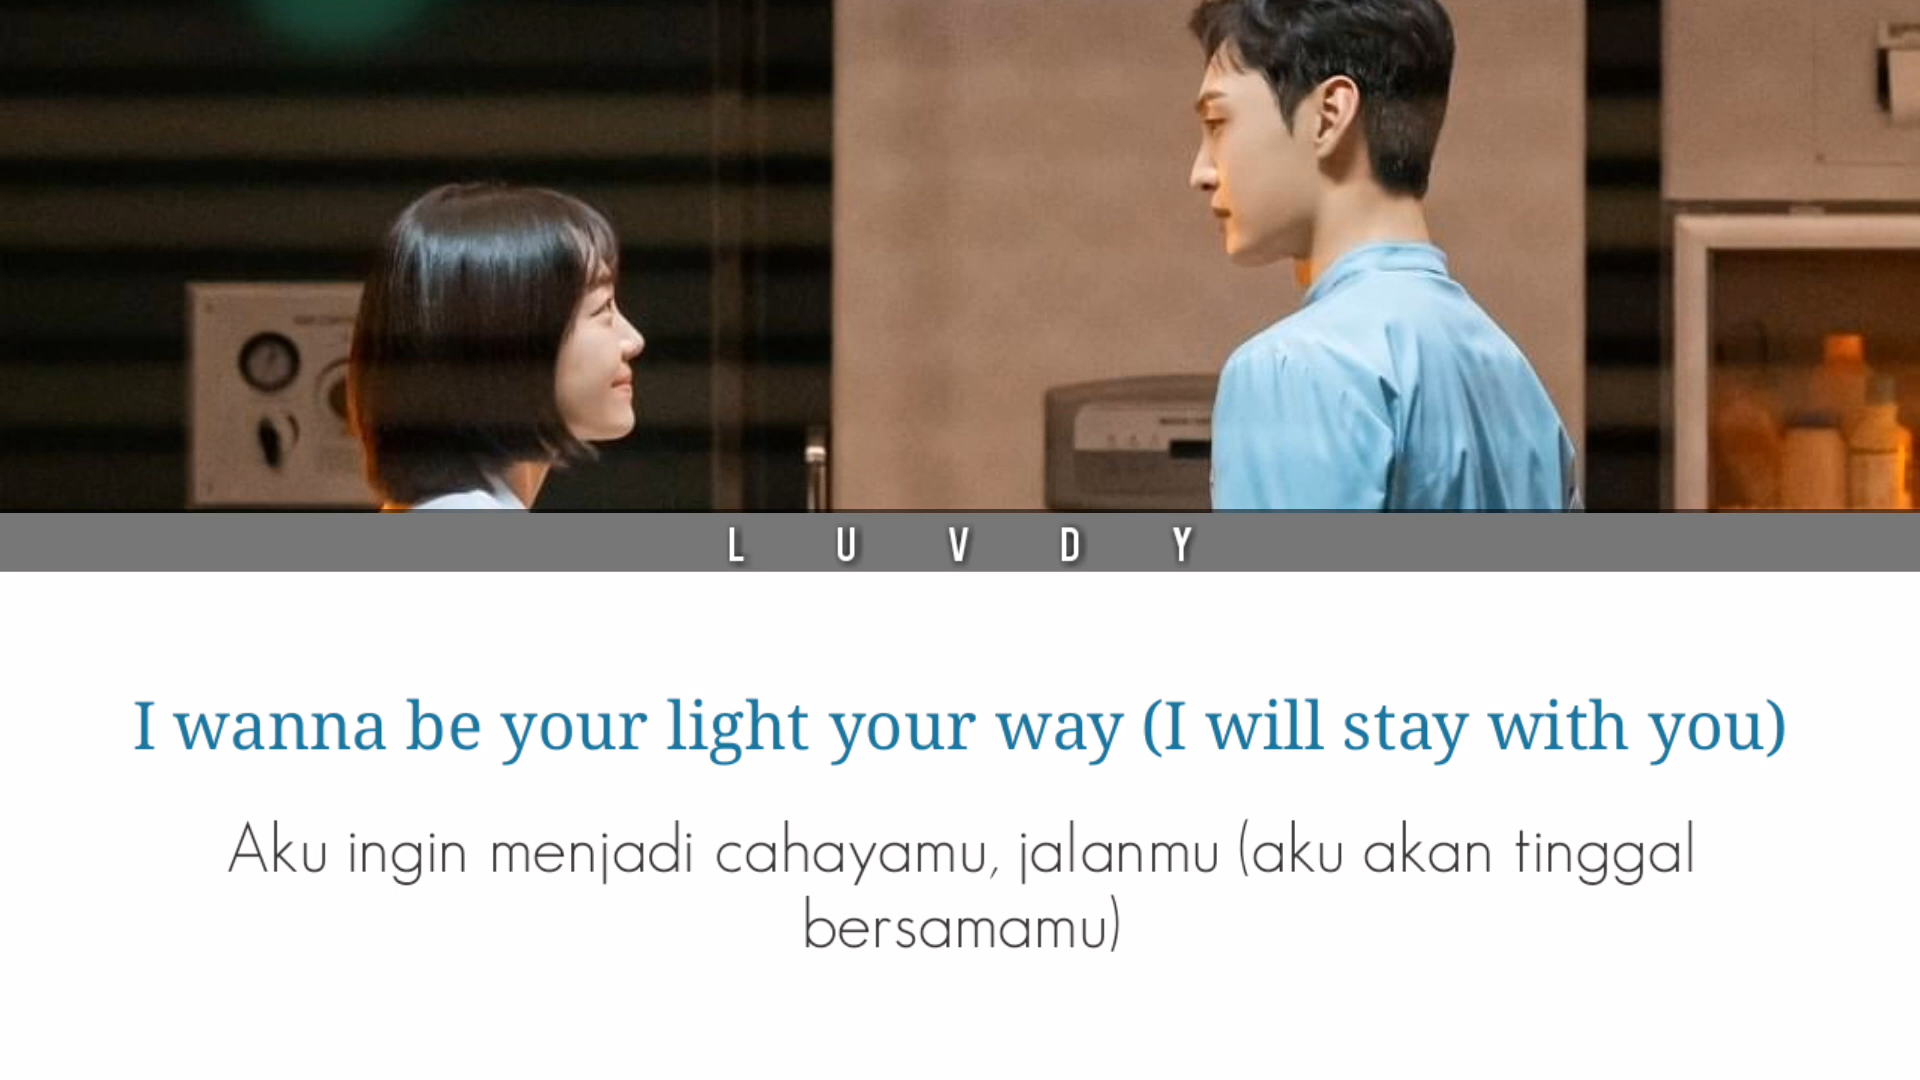 L U V D Y
I wanna be your light your way (I will stay with you)
Aku ingin menjadi cahayamu, jalanmu (aku akan tinggal
bersamamu)